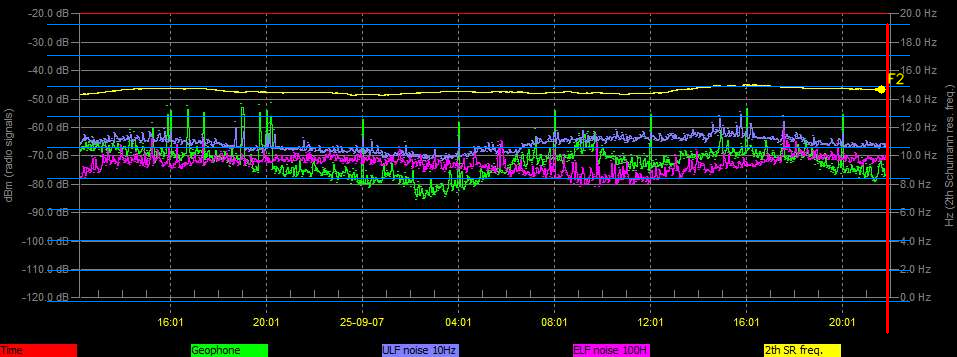 -20.0 dB 20.0 Hz
-30.0 dB 18.0 Hz
-40.0 dB 16.0 Hz
F2
-50.0 dB 14.0 Hz
-60.0 dB 12.0 Hz
-70.0 dB 10.0 Hz
-80.0 dB 8.0 Hz
-90.0 dB 6.0 Hz
-100.0 dB 4.0 Hz
-110.0 dB 2.0 Hz
-120.0 dB 0.0 Hz
dBm (radio signals)
Hz (2th Schumann res. freq.)
16:01 20:01 25-09-07 04:01 08:01 12:01 16:01 20:01
Time Geophone ULF noise 10Hz ELF noise 100H 2th SR freq.